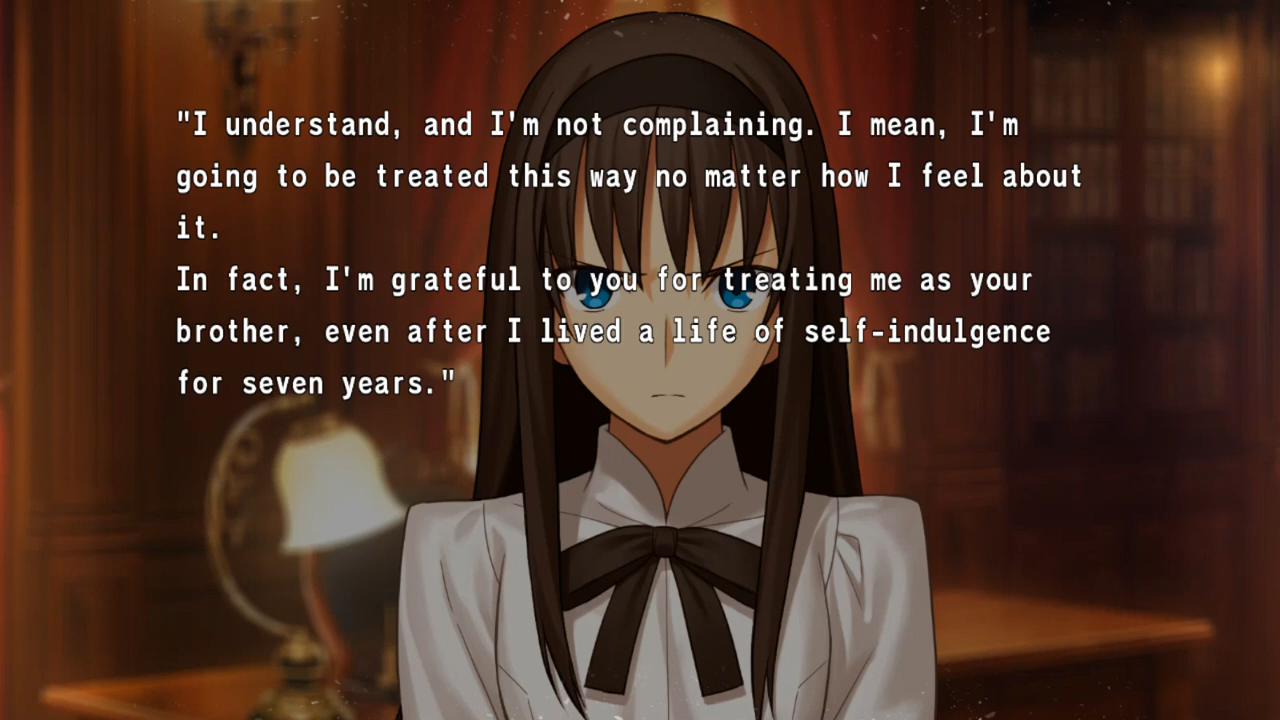 "I understand, and I'm not complaining. I mean, I'm
going to be treated this way no matter how I feel about
it.
In fact, I'm grateful to you for treating me as your
brother, even after I lived a life of self-indulgence
for seven years."